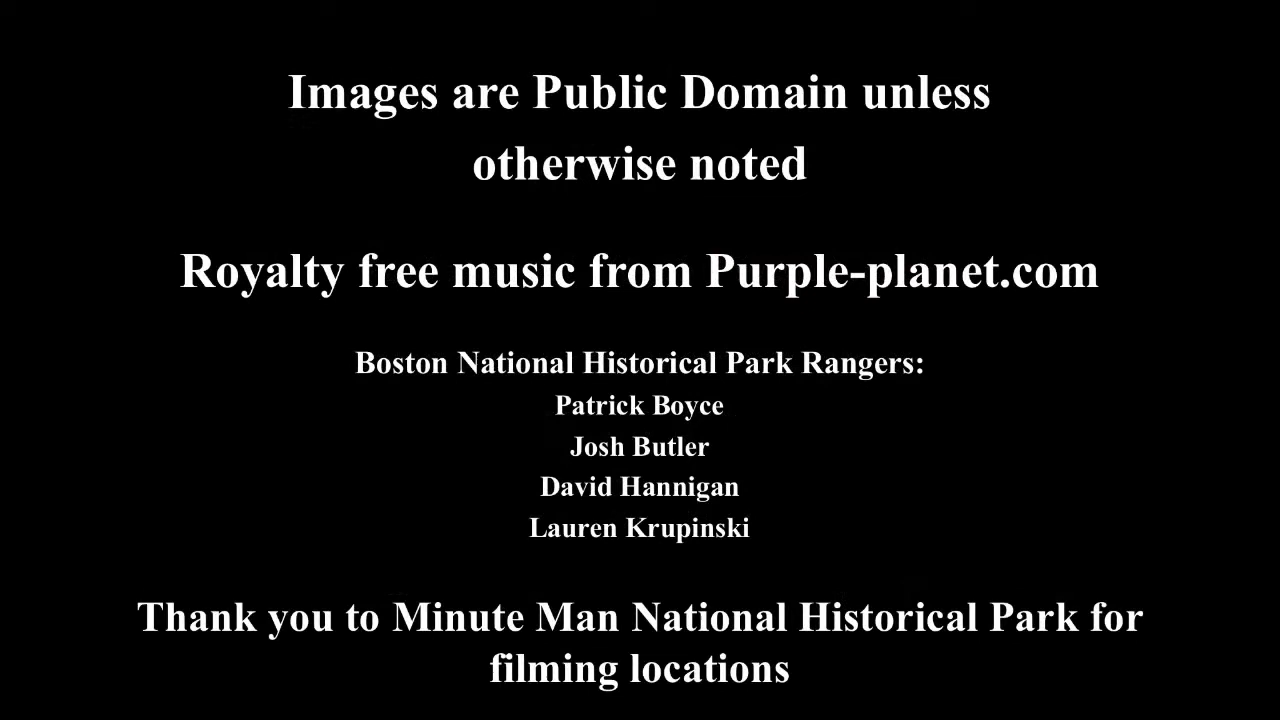 Images are Public Domain unless
otherwise noted
Royalty free music from Purple-planet.com
Boston National Historical Park Rangers:
Patrick Boyce
Josh Butler
David Hannigan
Lauren Krupinski
Thank you to Minute Man National Historical Park for
filming locations